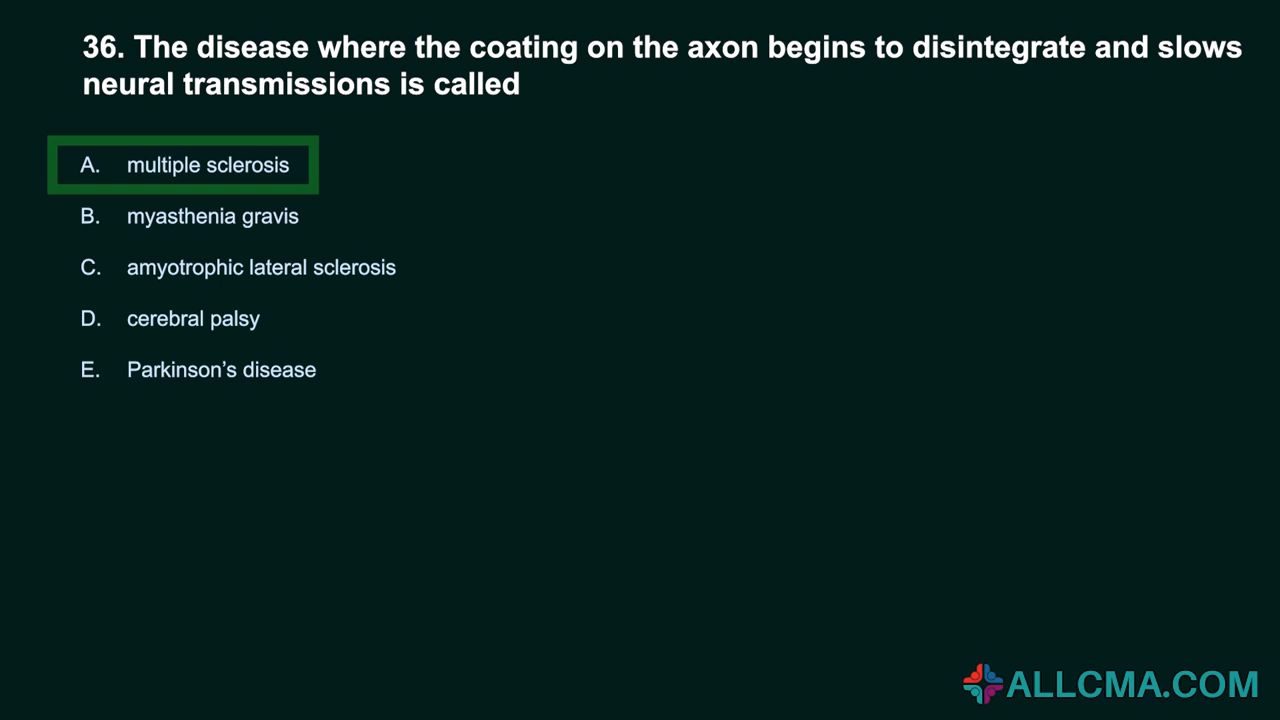 36. The disease where the coating on the axon begins to disintegrate and slows
neural transmissions is called
A. multiple sclerosis
B. myasthenia gravis
C. amyotrophic lateral sclerosis
D. cerebral palsy
E. Parkinson’s disease
ALLCMA.COM